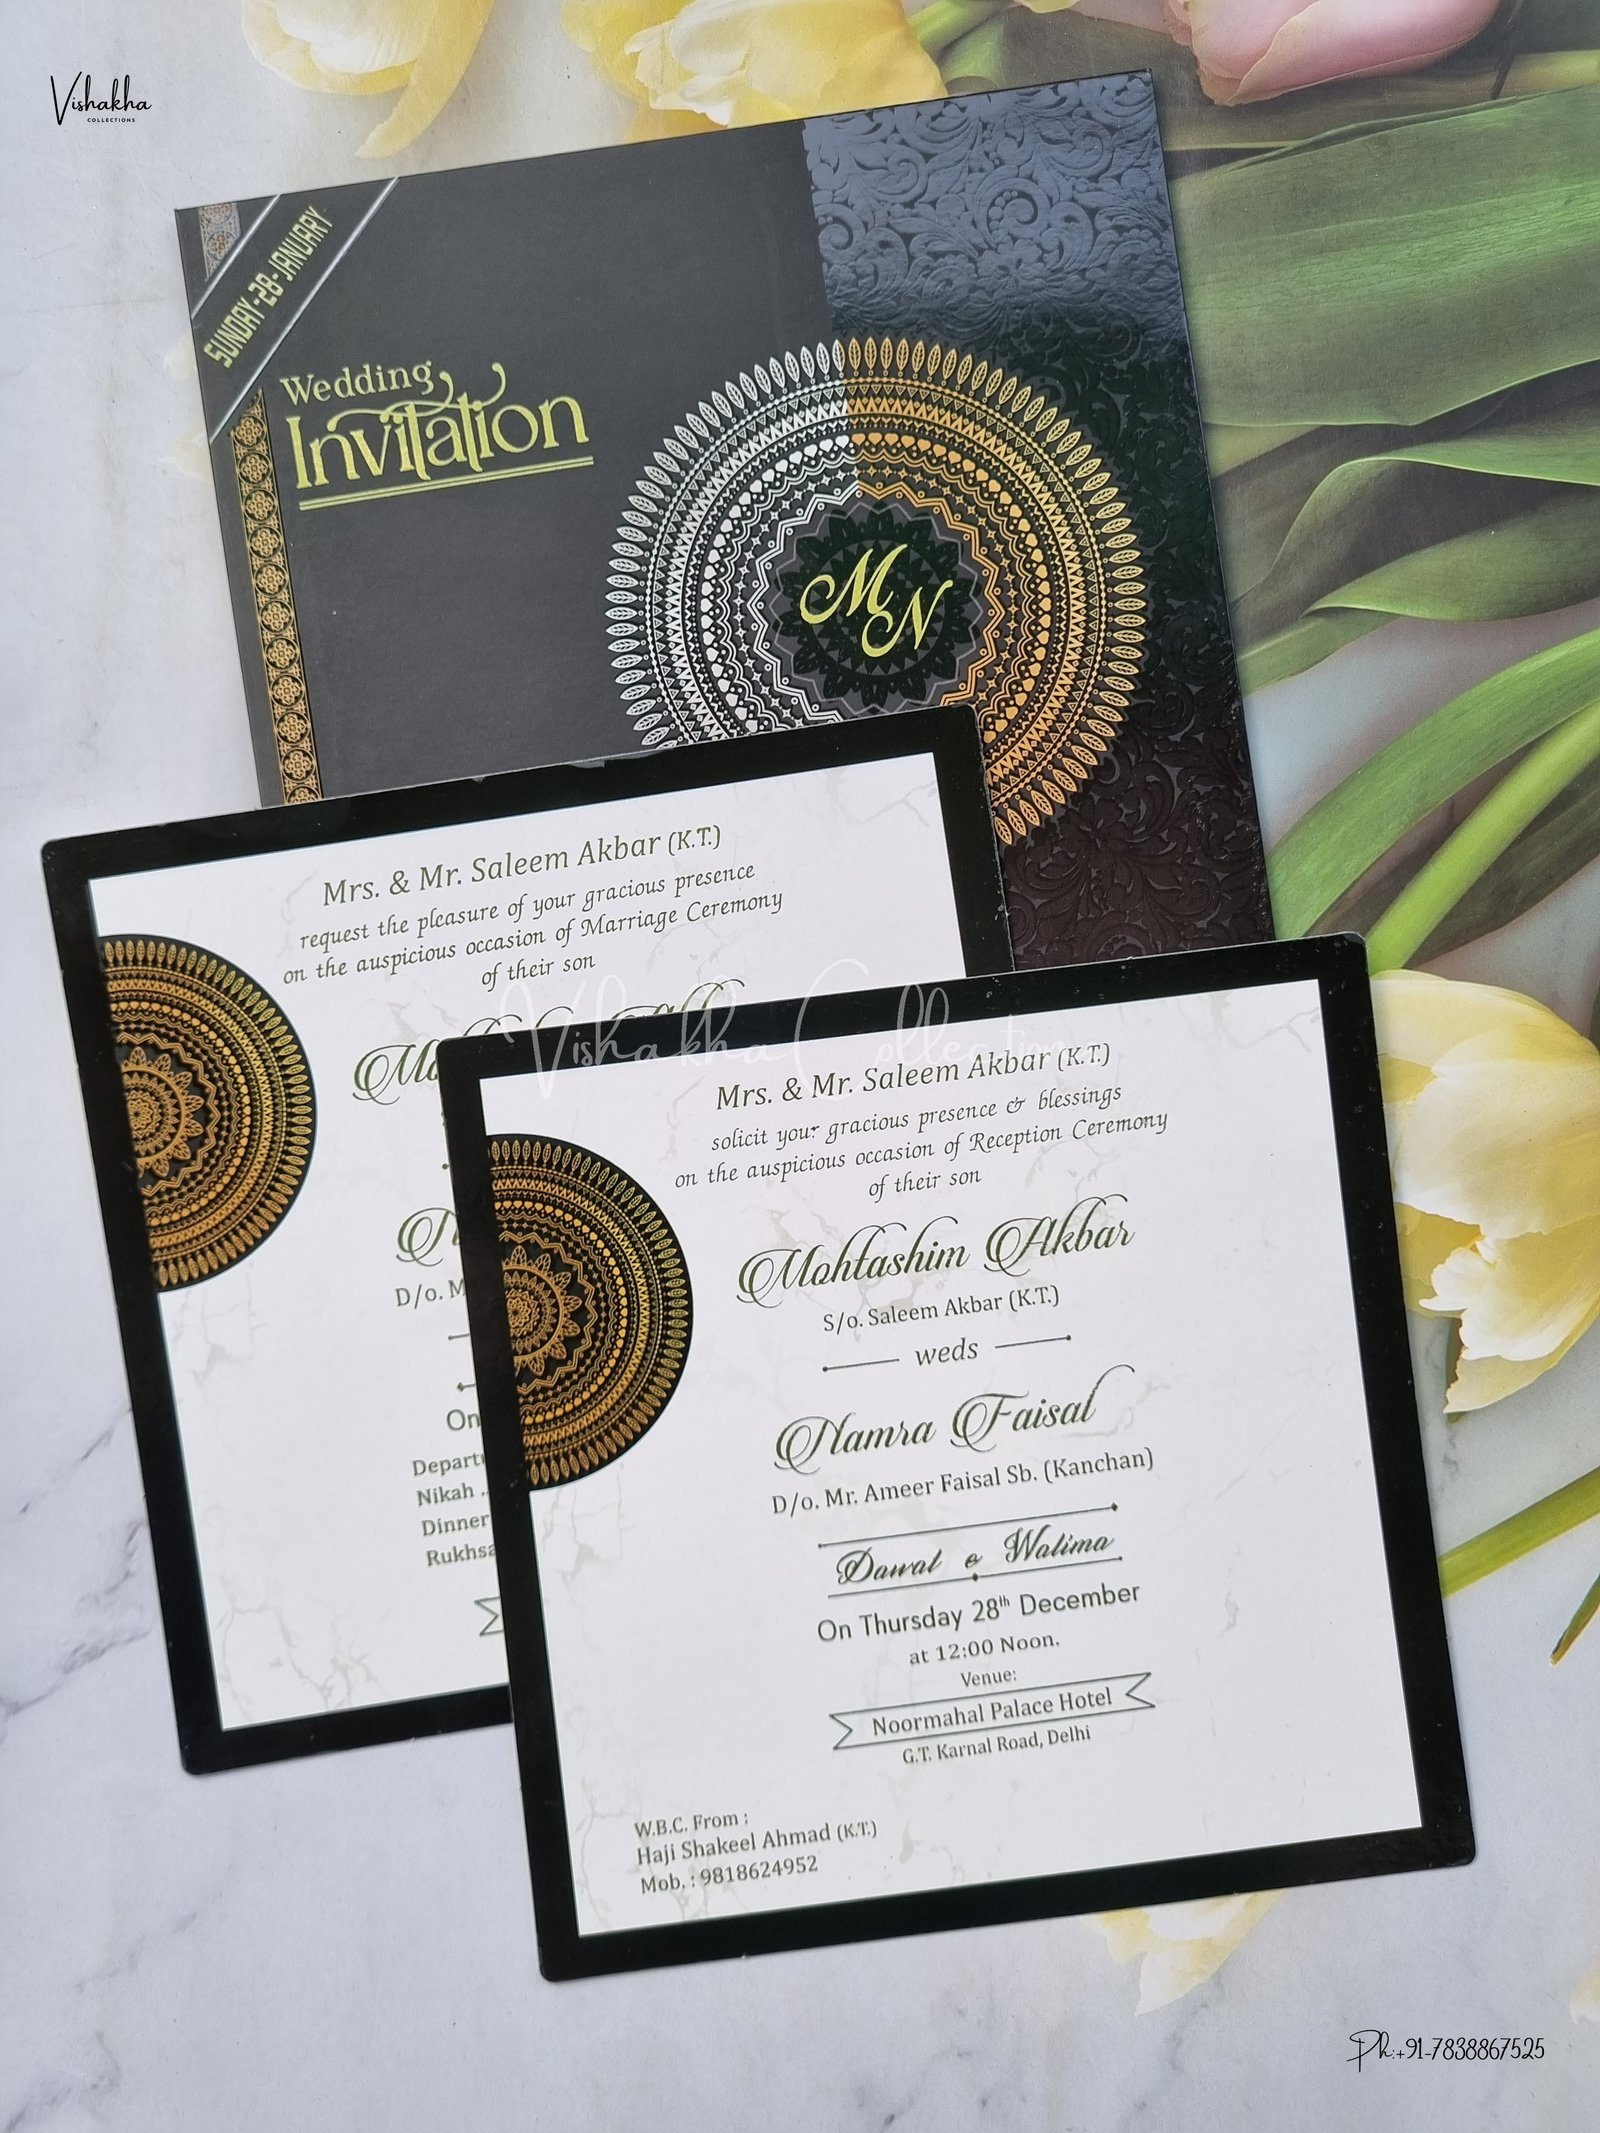 Vishakha
COLLECTIONS
SUNDAY-28-JANUARY
Wedding
Invitation
M
N
Mrs. & Mr. Saleem Akbar (K.T.)
request the pleasure of your gracious presence
on the auspicious occasion of Marriage Ceremony
of their son
D/o. M
On
Nikah ..
Dinner
Vishakha Collection
Mrs. & Mr. Saleem Akbar (K.T.)
solicit your gracious presence & blessings
on the auspicious occasion of Reception Ceremony
of their son
Mohtashim Akbar
S/o. Saleem Akbar (K.T.)
weds
Namra Faisal
D/o. Mr. Ameer Faisal Sb. (Kanchan)
Dawat e Walima
On Thursday 28th December
at 12:00 Noon.
Venue:
Noormahal Palace Hotel
G.T. Karnal Road, Delhi
W.B.C. From :
Haji Shakeel Ahmad (K.T.)
Mob. : 9818624952
Ph:+91-7838867525